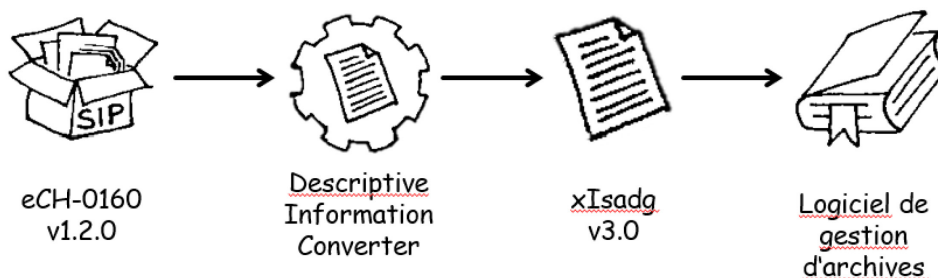 SIP
eCH-0160
v1.2.0
Descriptive
Information
Converter
xIsadg
v3.0
Logiciel de
gestion
d'archives